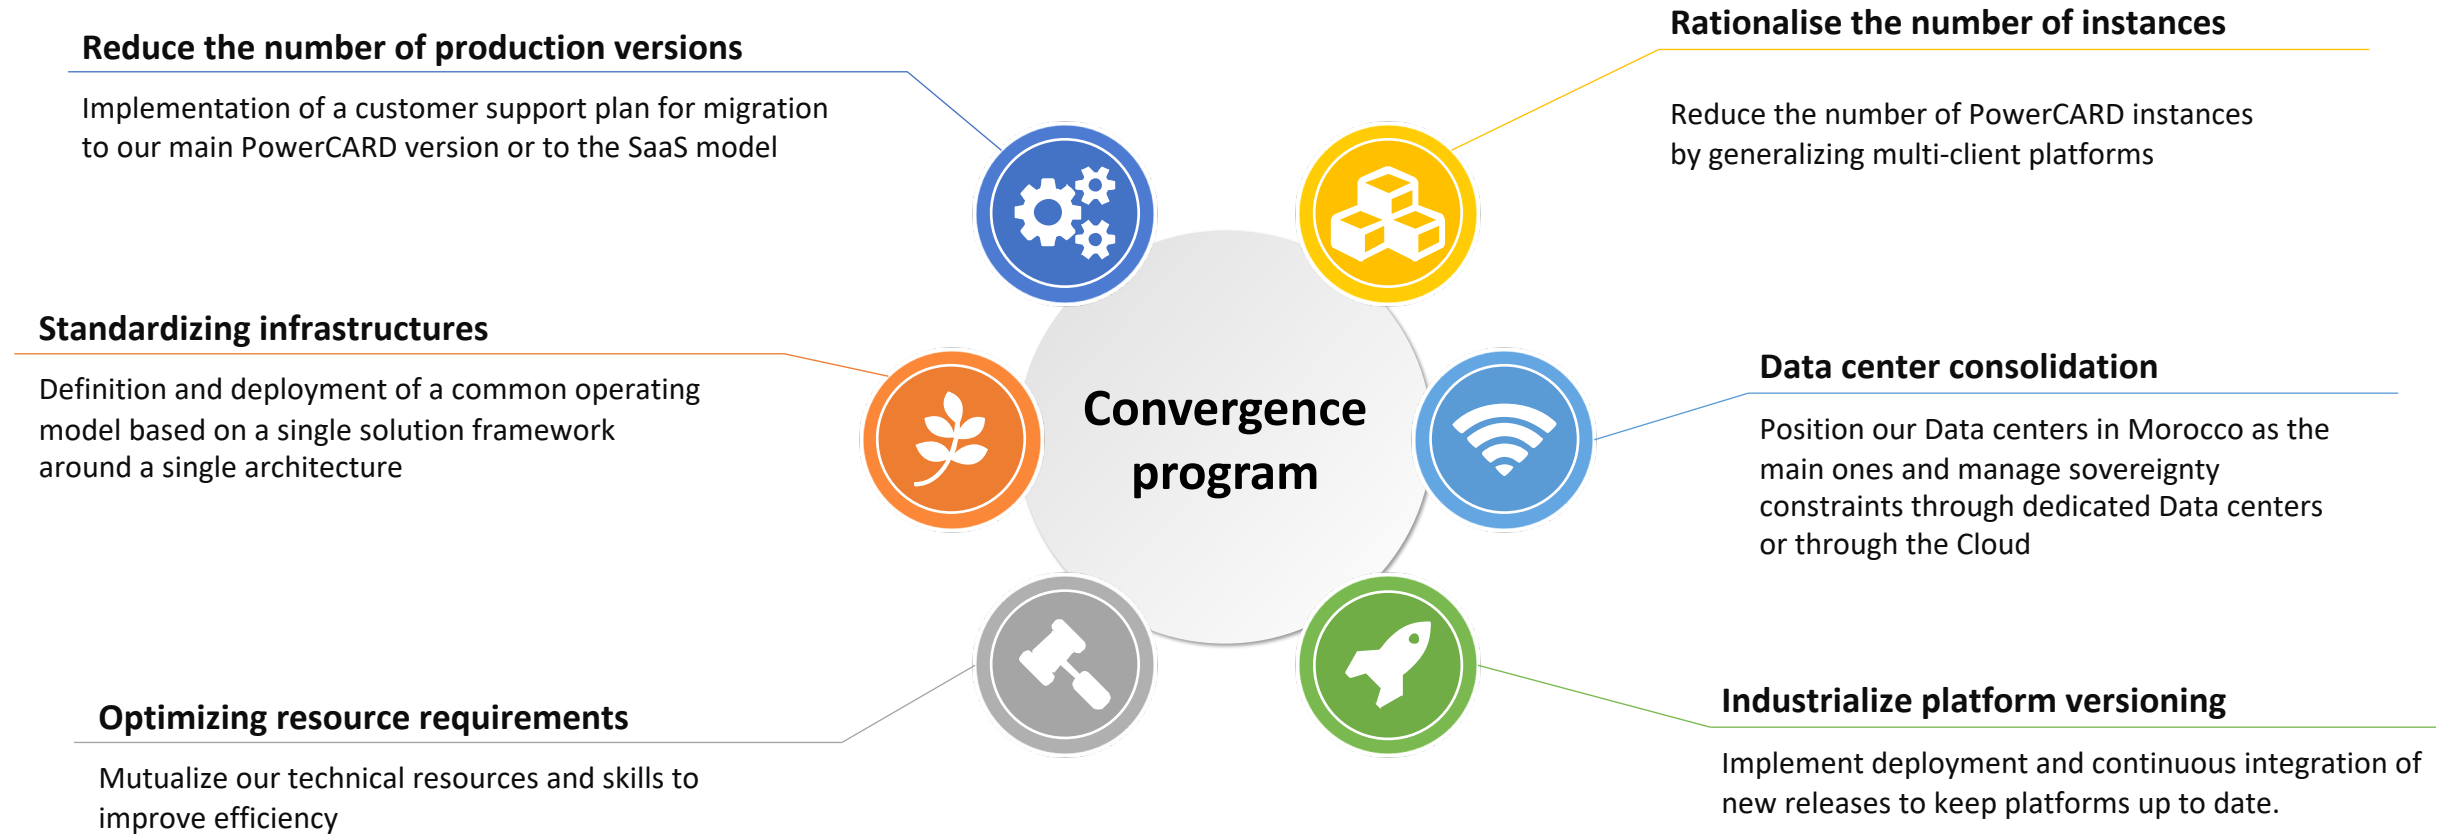 Reduce the number of production versions
Implementation of a customer support plan for migration
to our main PowerCARD version or to the SaaS model
Rationalise the number of instances
Reduce the number of PowerCARD instances
by generalizing multi-client platforms
Standardizing infrastructures
Definition and deployment of a common operating
model based on a single solution framework
around a single architecture
Convergence
program
Data center consolidation
Position our Data centers in Morocco as the
main ones and manage sovereignty
constraints through dedicated Data centers
or through the Cloud
Optimizing resource requirements
Mutualize our technical resources and skills to
improve efficiency
Industrialize platform versioning
Implement deployment and continuous integration of
new releases to keep platforms up to date.